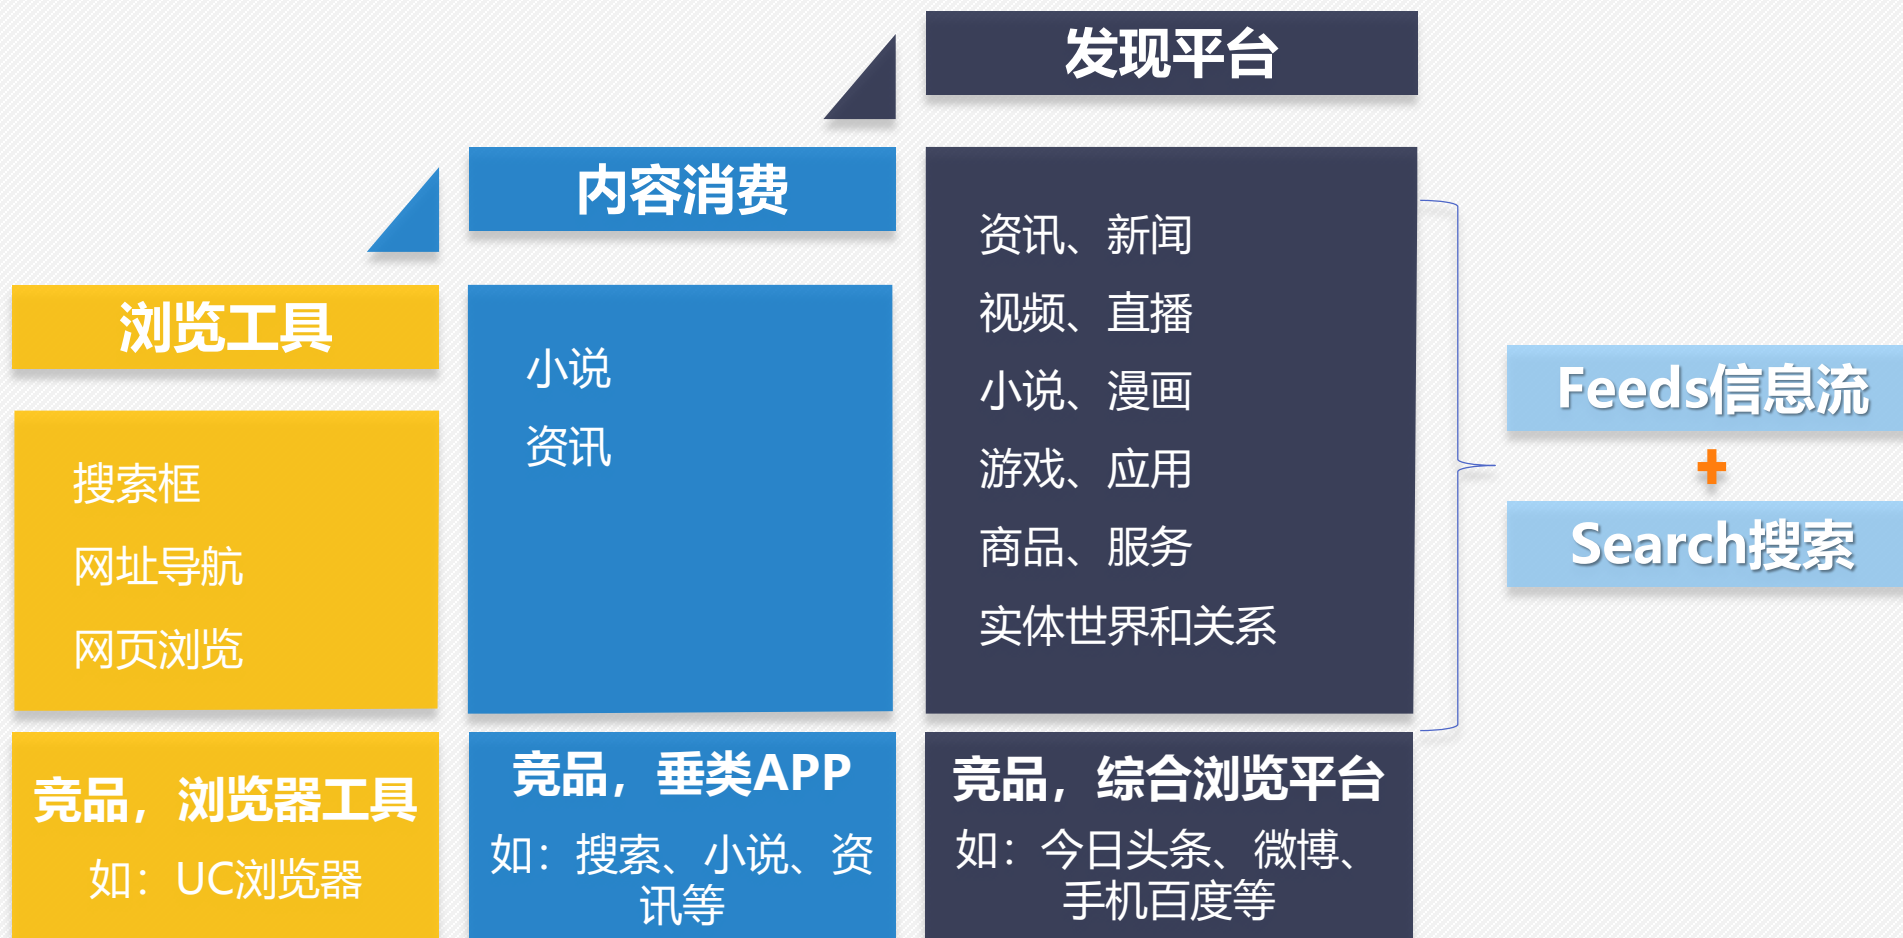 发现平台
内容消费
浏览工具
资讯、新闻
视频、直播
小说、漫画
游戏、应用
商品、服务
实体世界和关系
小说
资讯
搜索框
网址导航
网页浏览
Feeds信息流
+
Search搜索
竞品，浏览器工具
如：UC浏览器
竞品，垂类APP
如：搜索、小说、资
讯等
竞品，综合浏览平台
如：今日头条、微博、
手机百度等